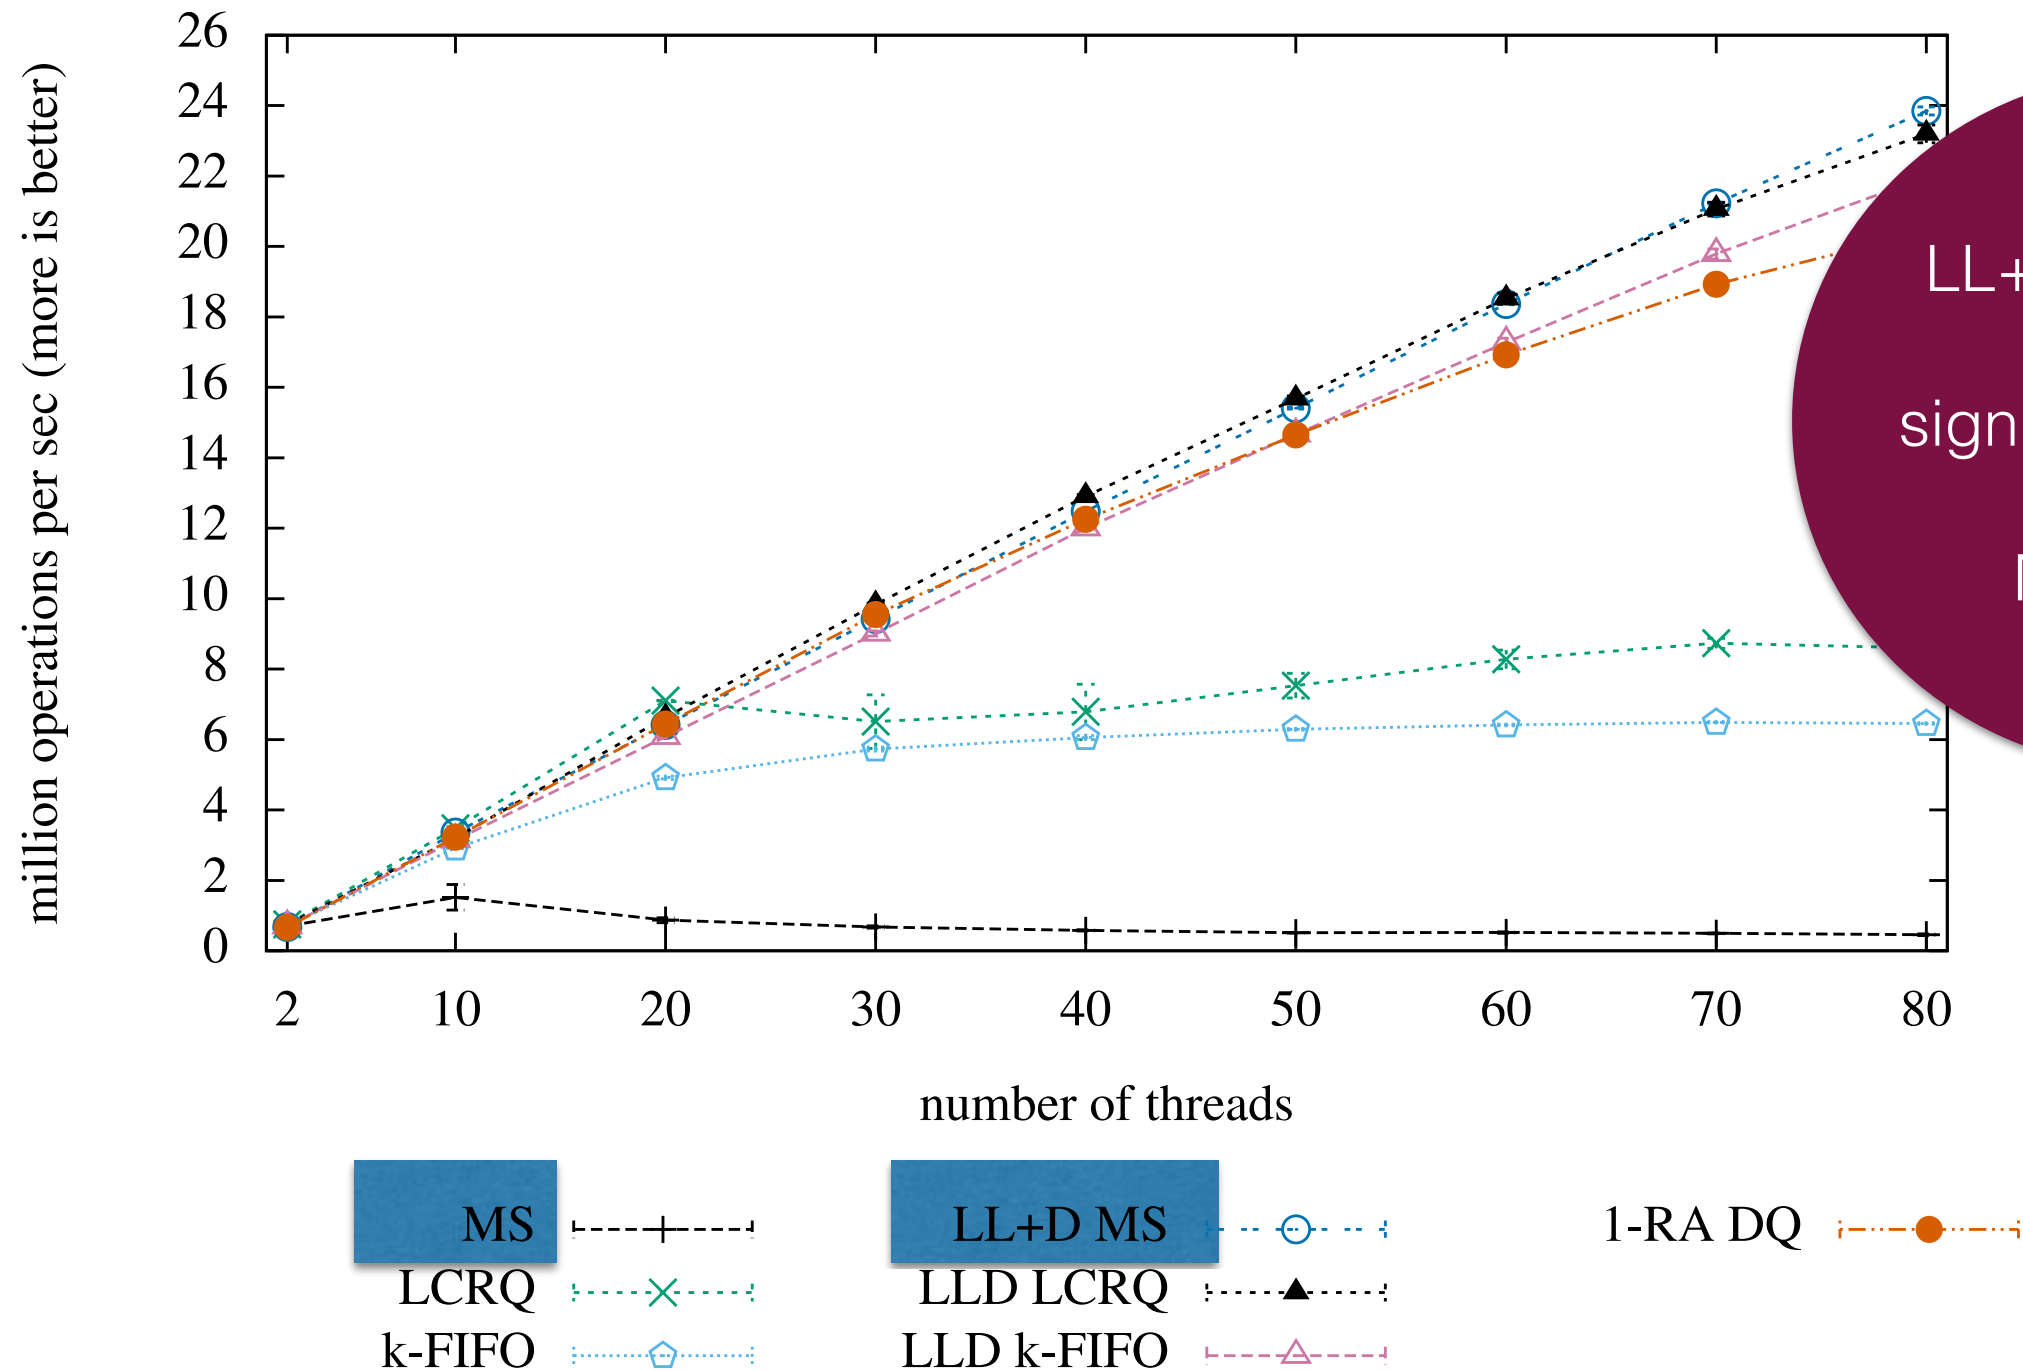 million operations per sec (more is better)
26
24
22
20
18
16
14
12
10
8
6
4
2
0
2 10 20 30 40 50 60 70 80
number of threads
LL+
sign
MS
LCRQ
k-FIFO
LL+D MS
LLD LCRQ
LLD k-FIFO
1-RA DQ